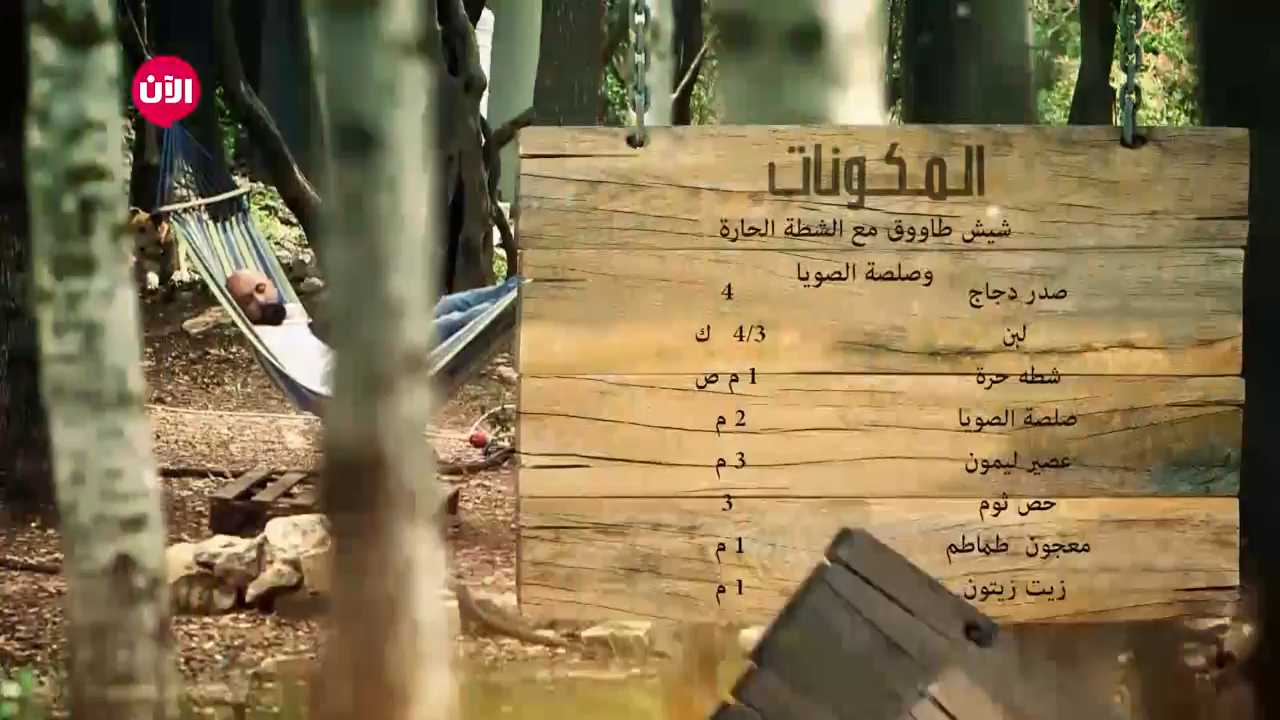 الآن
المكونات
شيش طاووق مع الشطة الحارة
وصلصة الصويا
صدر دجاج 4
لبن 4/3 ك
شطه حرة 1 م ص
صلصة الصويا 2 م
عصير ليمون 3 م
حص ثوم 3
معجون طماطم 1 م
زيت زيتون 1 م